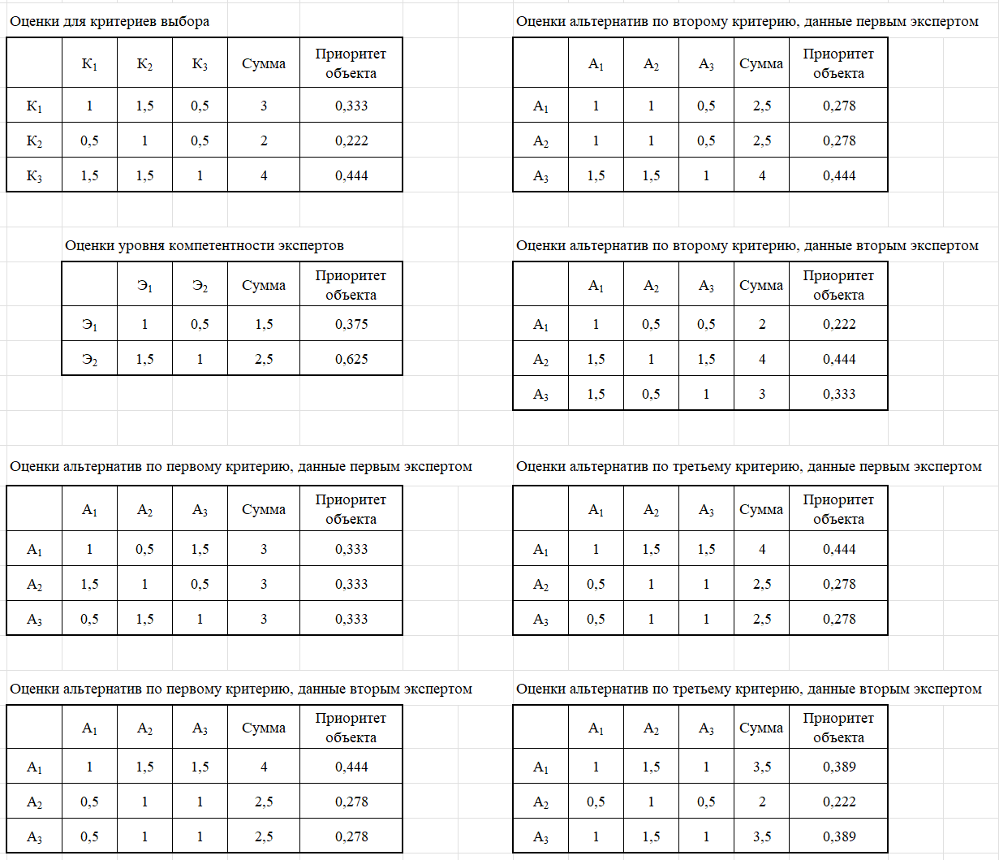 Оценки для критериев выбора
К₁ К₂ К₃ Сумма Приоритет объекта
К₁ 1 1,5 0,5 3 0,333
К₂ 0,5 1 0,5 2 0,222
К₃ 1,5 1,5 1 4 0,444
Оценки альтернатив по второму критерию, данные первым экспертом
А₁ А₂ А₃ Сумма Приоритет объекта
А₁ 1 1 0,5 2,5 0,278
А₂ 1 1 0,5 2,5 0,278
А₃ 1,5 1,5 1 4 0,444
Оценки уровня компетентности экспертов
Э₁ Э₂ Сумма Приоритет объекта
Э₁ 1 0,5 1,5 0,375
Э₂ 1,5 1 2,5 0,625
Оценки альтернатив по второму критерию, данные вторым экспертом
А₁ А₂ А₃ Сумма Приоритет объекта
А₁ 1 0,5 0,5 2 0,222
А₂ 1,5 1 1,5 4 0,444
А₃ 1,5 0,5 1 3 0,333
Оценки альтернатив по первому критерию, данные первым экспертом
А₁ А₂ А₃ Сумма Приоритет объекта
А₁ 1 0,5 1,5 3 0,333
А₂ 1,5 1 0,5 3 0,333
А₃ 0,5 1,5 1 3 0,333
Оценки альтернатив по третьему критерию, данные первым экспертом
А₁ А₂ А₃ Сумма Приоритет объекта
А₁ 1 1,5 1,5 4 0,444
А₂ 0,5 1 1 2,5 0,278
А₃ 0,5 1 1 2,5 0,278
Оценки альтернатив по первому критерию, данные вторым экспертом
А₁ А₂ А₃ Сумма Приоритет объекта
А₁ 1 1,5 1,5 4 0,444
А₂ 0,5 1 1 2,5 0,278
А₃ 0,5 1 1 2,5 0,278
Оценки альтернатив по третьему критерию, данные вторым экспертом
А₁ А₂ А₃ Сумма Приоритет объекта
А₁ 1 1,5 1 3,5 0,389
А₂ 0,5 1 0,5 2 0,222
А₃ 1 1,5 1 3,5 0,389